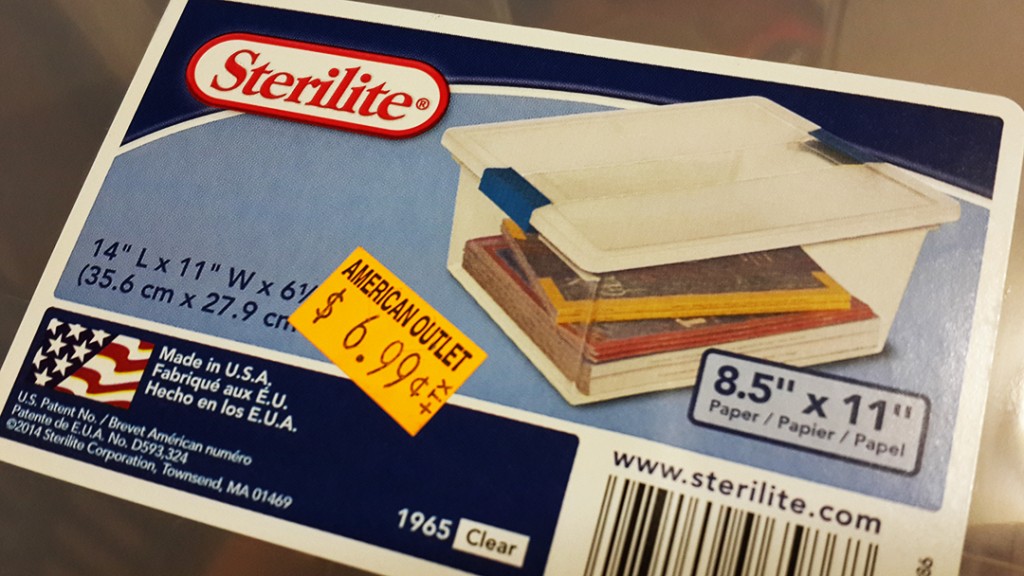 Sterilite®
14" L x 11" W x 6
(35.6 cm x 27.9
AMERICAN OUTLET
$ 6.99¢
8.5" x 11"
Paper / Papier / Papel
Made in U.S.A.
Fabriqué aux É.U.
Hecho en los E.U.A.
U.S. Patent No. / Brevet Américan numéro
Patente de E.U.A. No. D593,324
©2014 Sterilite Corporation, Townsend, MA 01469
1965 Clear
www.sterilite.com